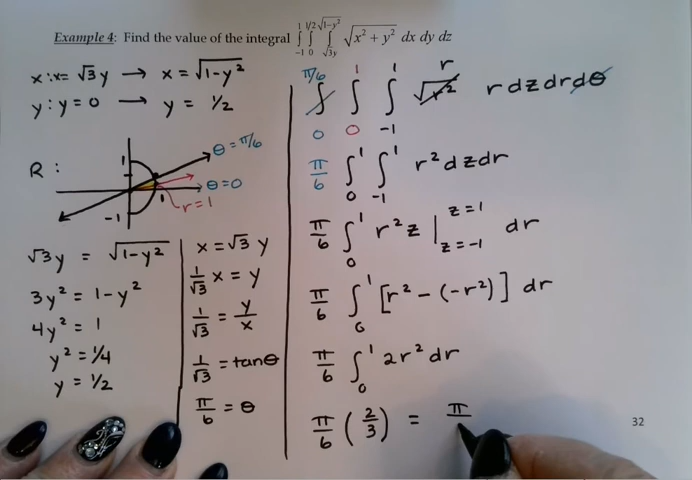 Example 4: Find the value of the integral ∫_{-1}^{1} ∫_{0}^{1/2} ∫_{√3y}^{√(1-y²)} √(x² + y²) dx dy dz
x: x = √3 y → x = √(1-y²)
y: y = 0 → y = 1/2
R:
1
-1
1
θ = π/6
θ = 0
r = 1
√3y = √(1-y²)
3y² = 1-y²
4y² = 1
y² = 1/4
y = 1/2
x = √3 y
1/√3 x = y
1/√3 = y/x
1/√3 = tanθ
π/6 = θ
∫_{0}^{π/6} ∫_{0}^{1} ∫_{-1}^{1} √r² r r dz dr dθ
π/6 ∫_{0}^{1} ∫_{-1}^{1} r² dz dr
π/6 ∫_{0}^{1} r² z |_{z=-1}^{z=1} dr
π/6 ∫_{0}^{1} [r² - (-r²)] dr
π/6 ∫_{0}^{1} 2r² dr
π/6 (2/3) = π
32